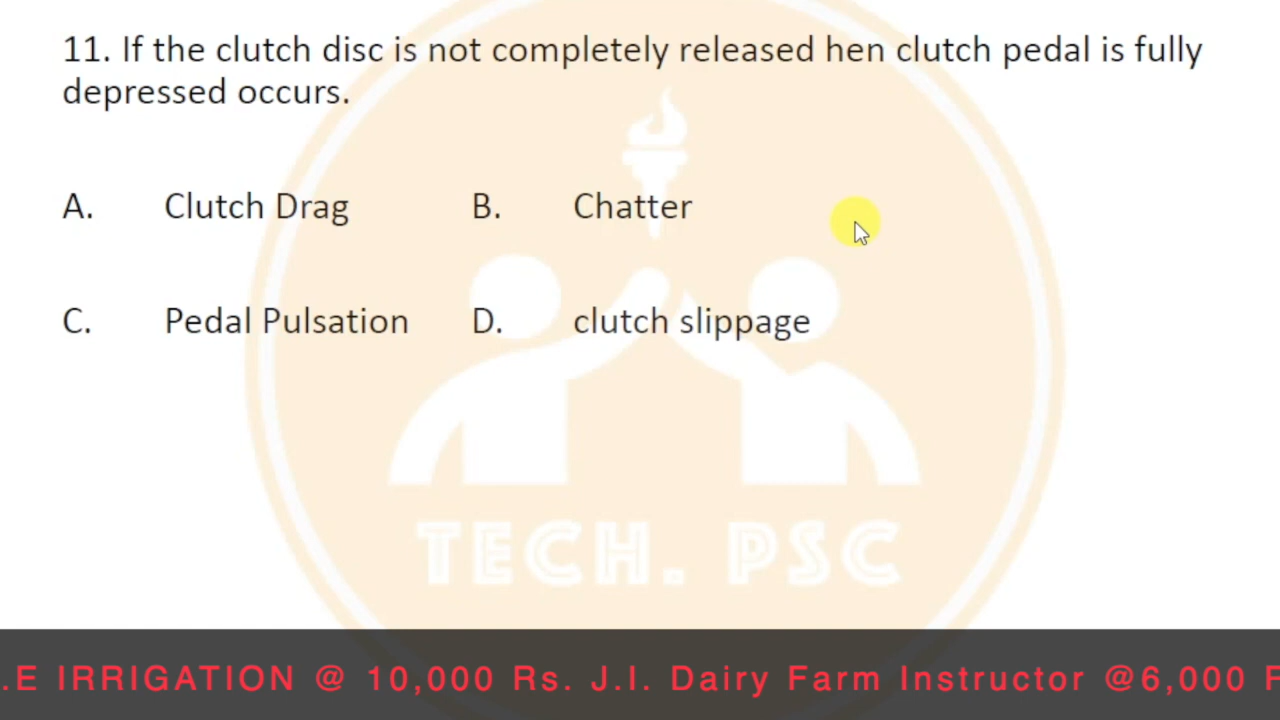 11. If the clutch disc is not completely released hen clutch pedal is fully
depressed occurs.
A. Clutch Drag B. Chatter
C. Pedal Pulsation D. clutch slippage
TECH. PSC
.E IRRIGATION @ 10,000 Rs. J.I. Dairy Farm Instructor @6,000